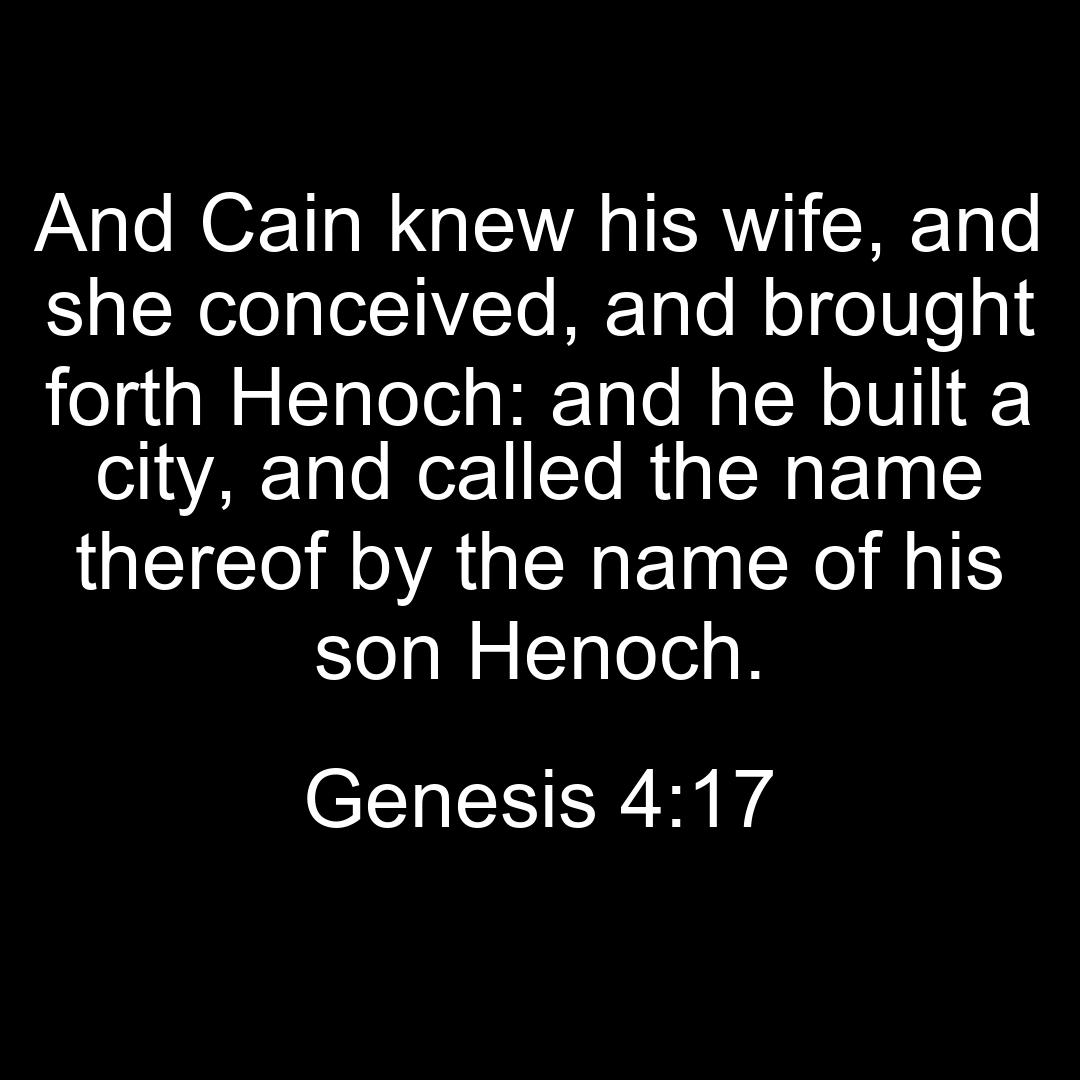 And Cain knew his wife, and
she conceived, and brought
forth Henoch: and he built a
city, and called the name
thereof by the name of his
son Henoch.
Genesis 4:17